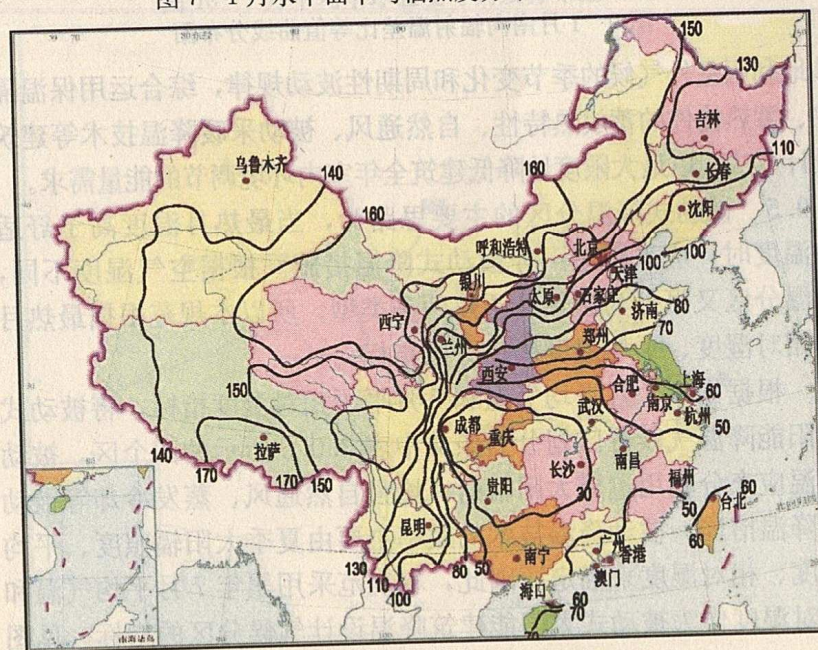 150
130
吉林
110
长春
乌鲁木齐
140
160
160
沈阳
呼和浩特
北京
100
100
天津
银川
太原
石家庄
80
济南
西宁
70
兰州
郑州
西安
150
合肥
南京
上海
60
武汉
杭州
成都
50
重庆
140
拉萨
长沙
南昌
170
170
150
贵阳
30
福州
60
50
台北
昆明
60
广州
南宁
香港
130
80
50
澳门
110
海口
60
100
70
70
南海诸岛